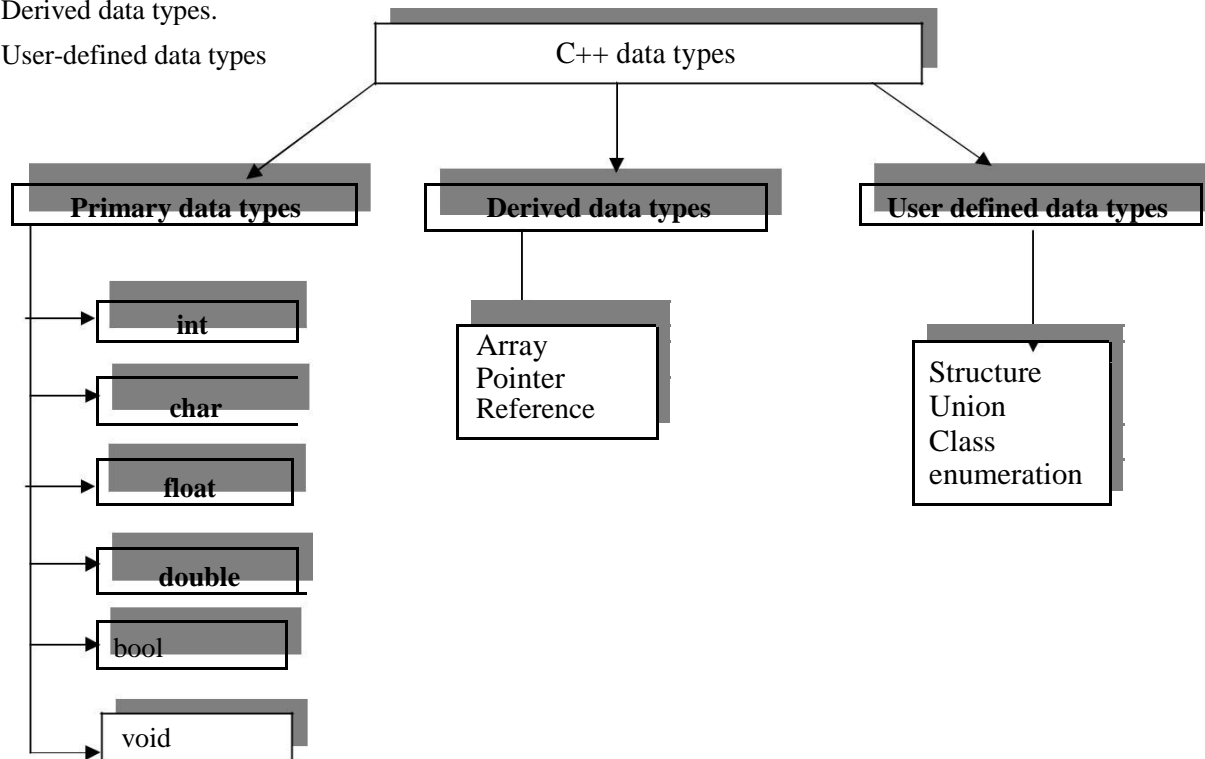 Derived data types.
User-defined data types
C++ data types
Primary data types
Derived data types
User defined data types
int
char
float
double
bool
void
Array
Pointer
Reference
Structure
Union
Class
enumeration